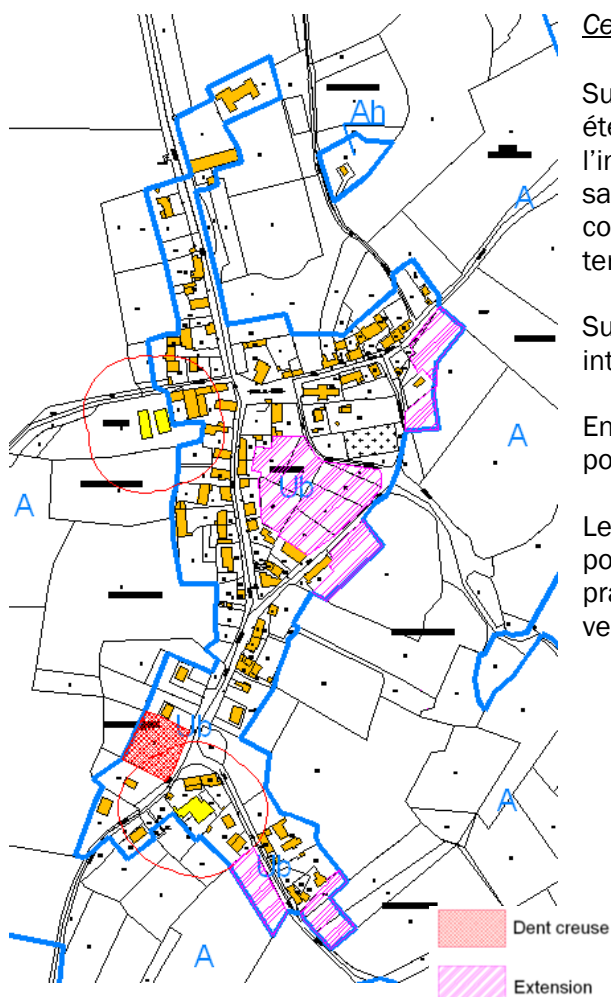 Ce
Su
éte
l'ir
sa
co
ter
Ah
A
Su
int
En
po
A
Ub
A
Le
po
pra
ve
Ub
A
Ub
A
Dent creuse
Extension